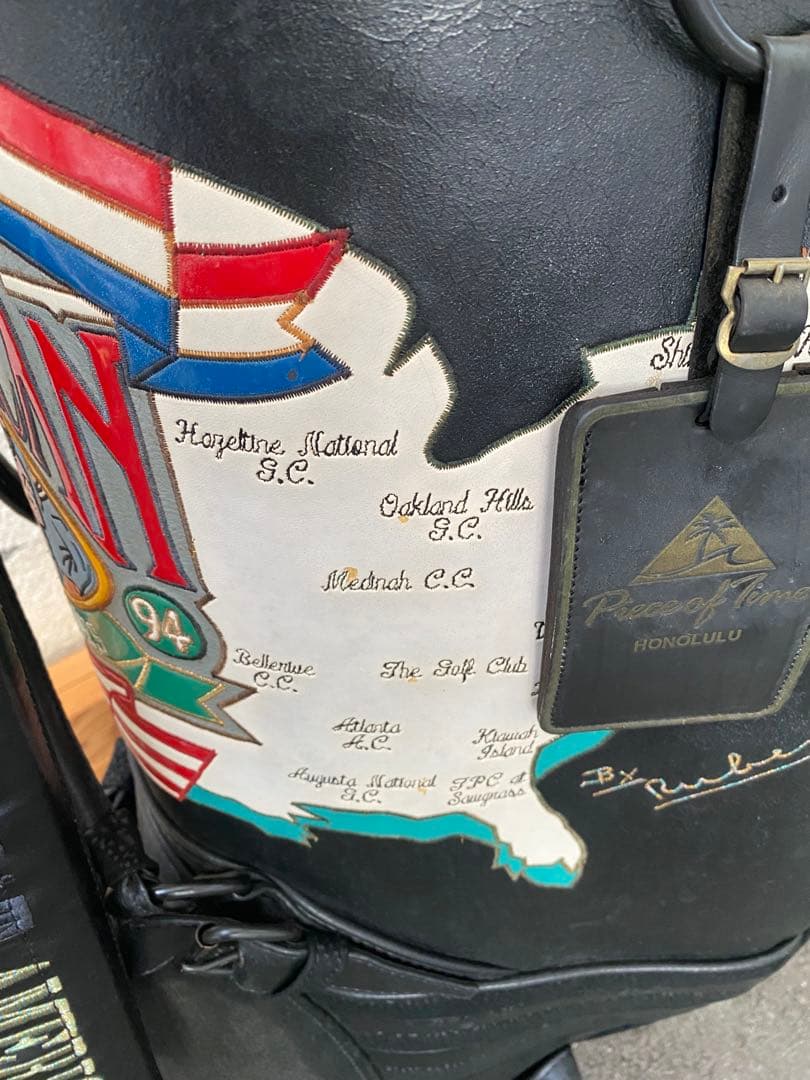 Hazeltine National
G.C.
Oakland Hills
G.C.
Medinah C.C.
94
Bellerive
C.C.
The Golf Club
Atlanta
A.C.
Kiawah
Island
Augusta National
G.C.
TPC at
Sawgrass
Piece of Time
HONOLULU
By